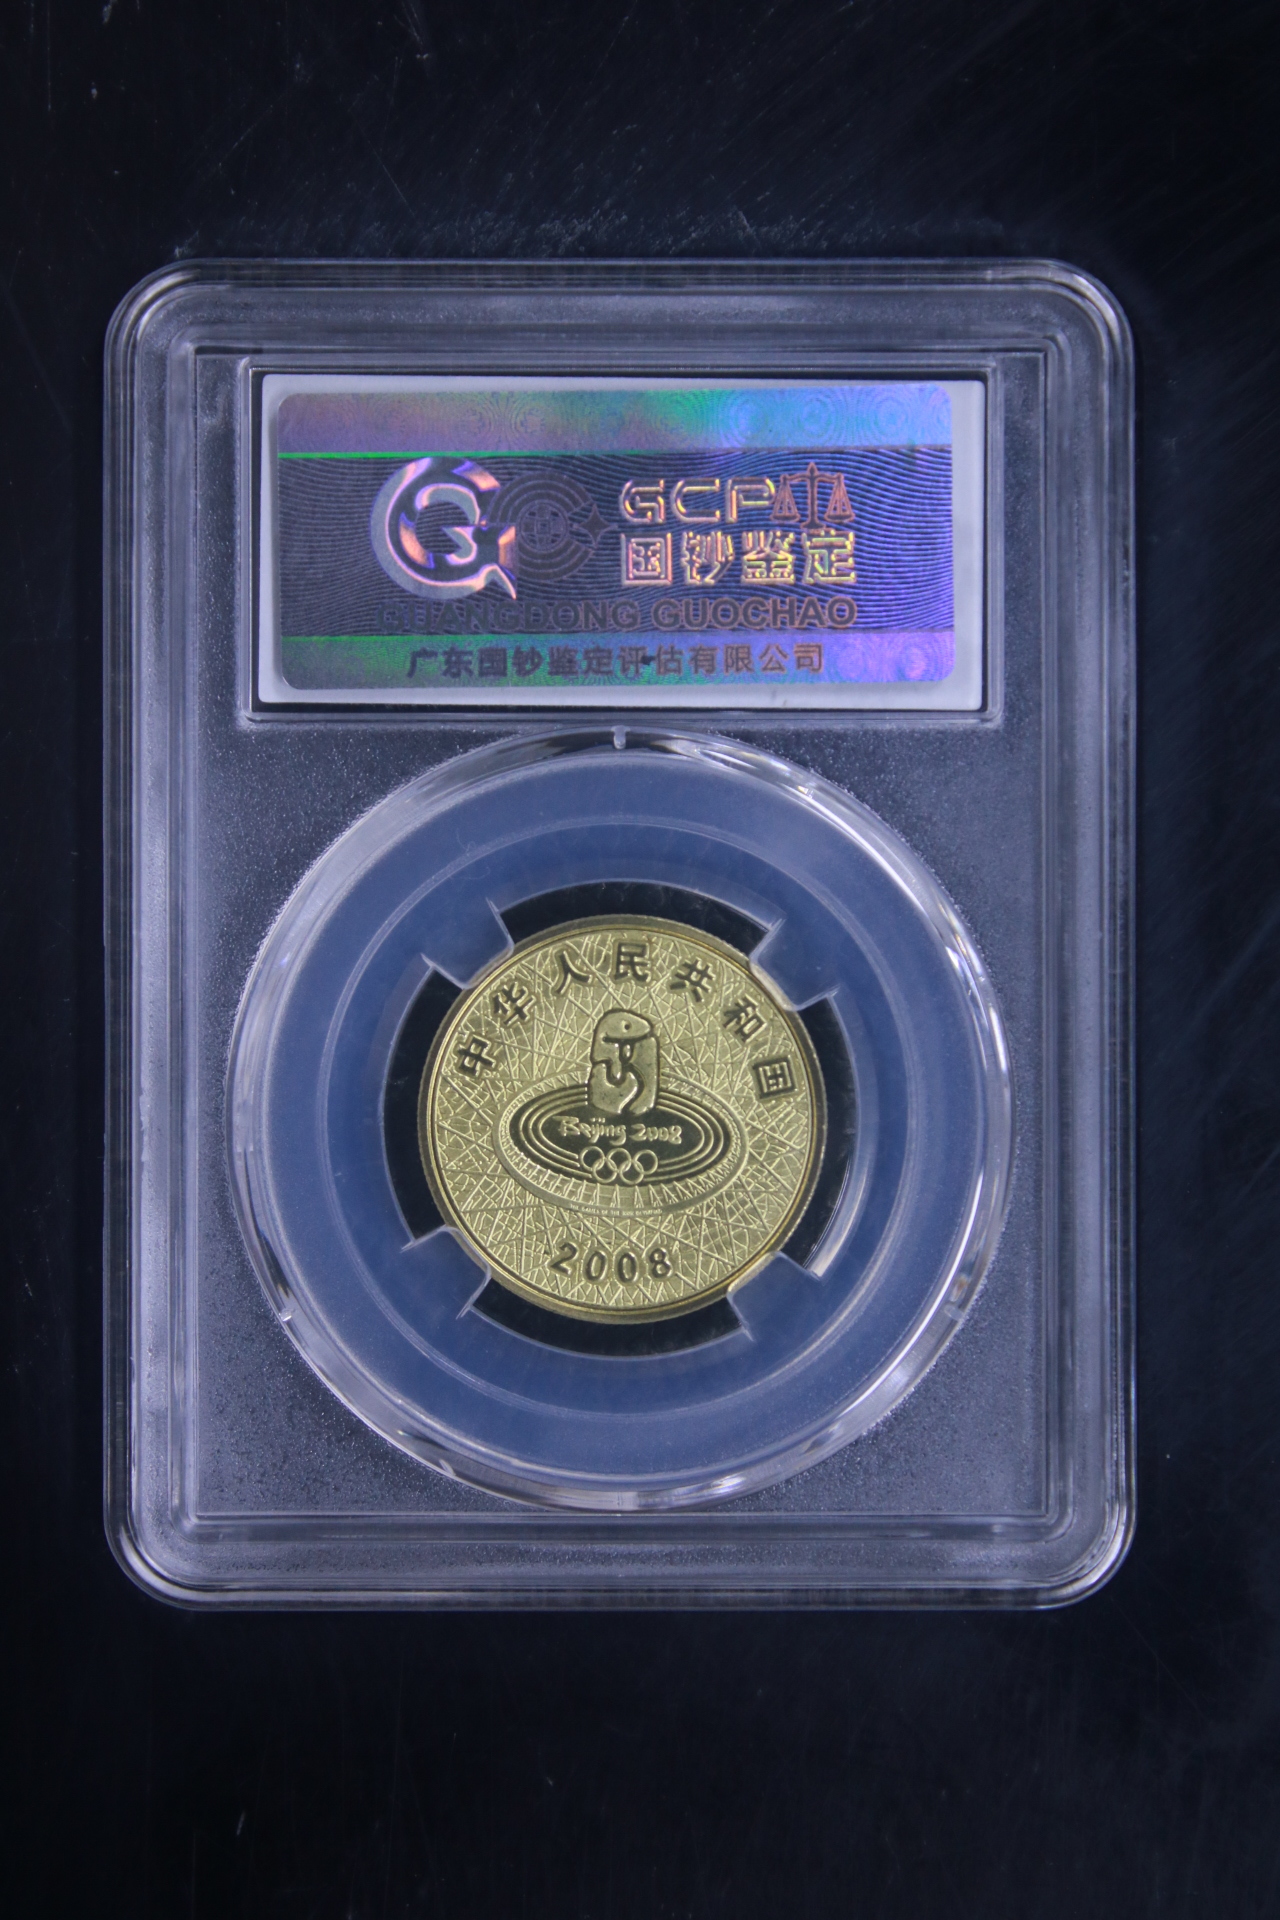 GCP
国钞鉴定
GUANGDONG GUOCHAO
广东国钞鉴定评估有限公司
中华人民共和国
Beijing 2008
2008